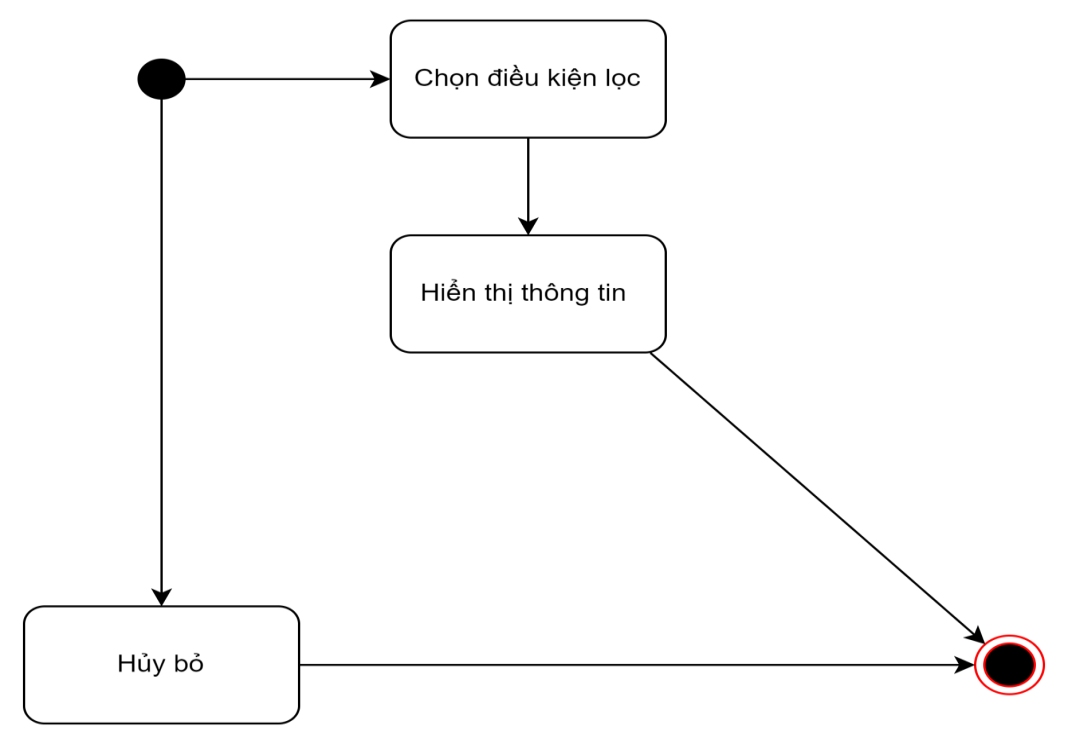 Chọn điều kiện lọc
Hiển thị thông tin
Hủy bỏ